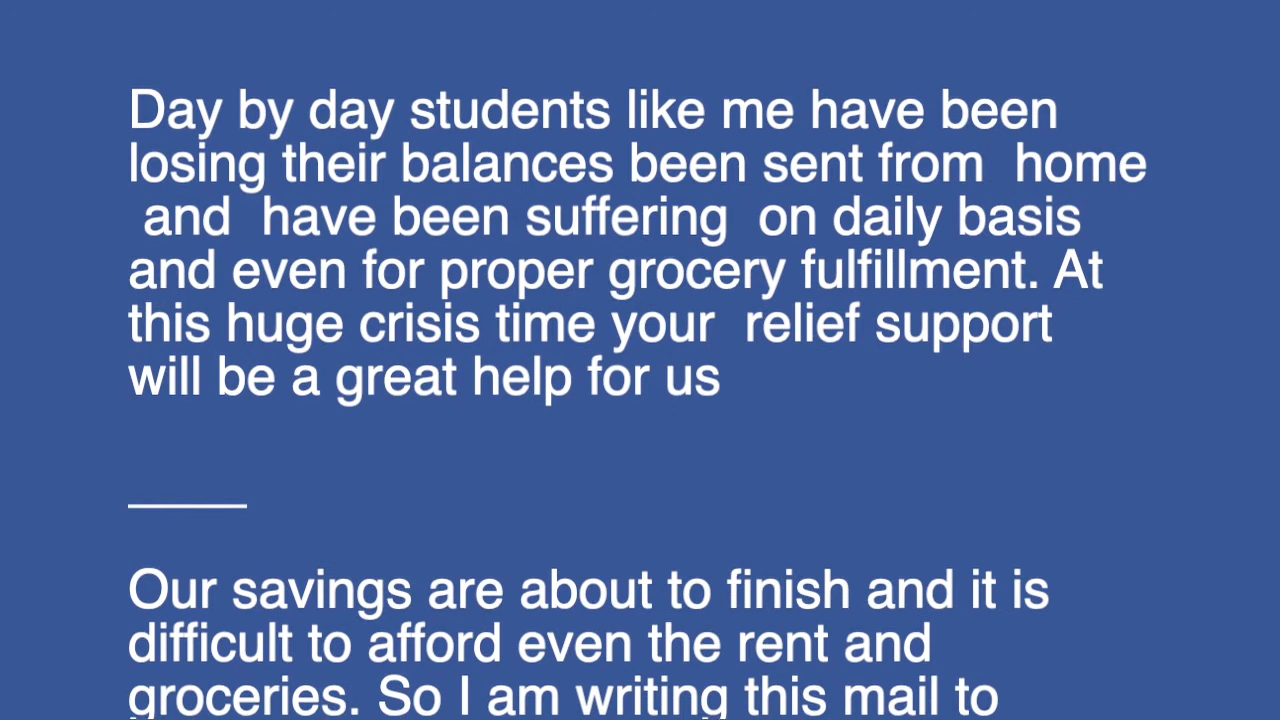 Day by day students like me have been
losing their balances been sent from  home
and  have been suffering  on daily basis
and even for proper grocery fulfillment. At
this huge crisis time your  relief support
will be a great help for us
Our savings are about to finish and it is
difficult to afford even the rent and
groceries. So I am writing this mail to